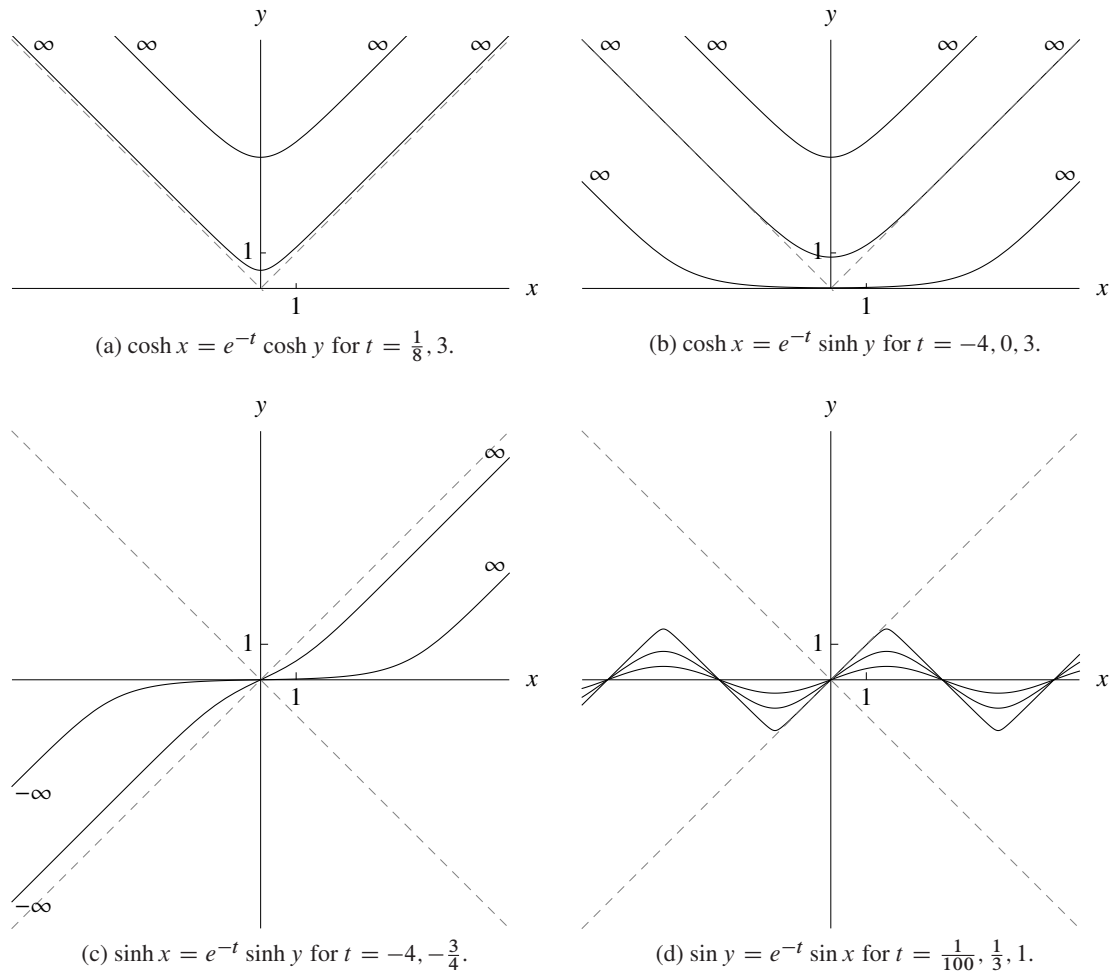 y
∞ ∞ ∞ ∞
1
x
1
(a) cosh x = e^{−t} cosh y for t = 1/8, 3.
y
∞ ∞ ∞ ∞
∞ ∞
1
x
1
(b) cosh x = e^{−t} sinh y for t = −4, 0, 3.
y
∞
∞
1
x
1
−∞
−∞
(c) sinh x = e^{−t} sinh y for t = −4, −3/4.
y
1
x
1
(d) sin y = e^{−t} sin x for t = 1/100, 1/3, 1.